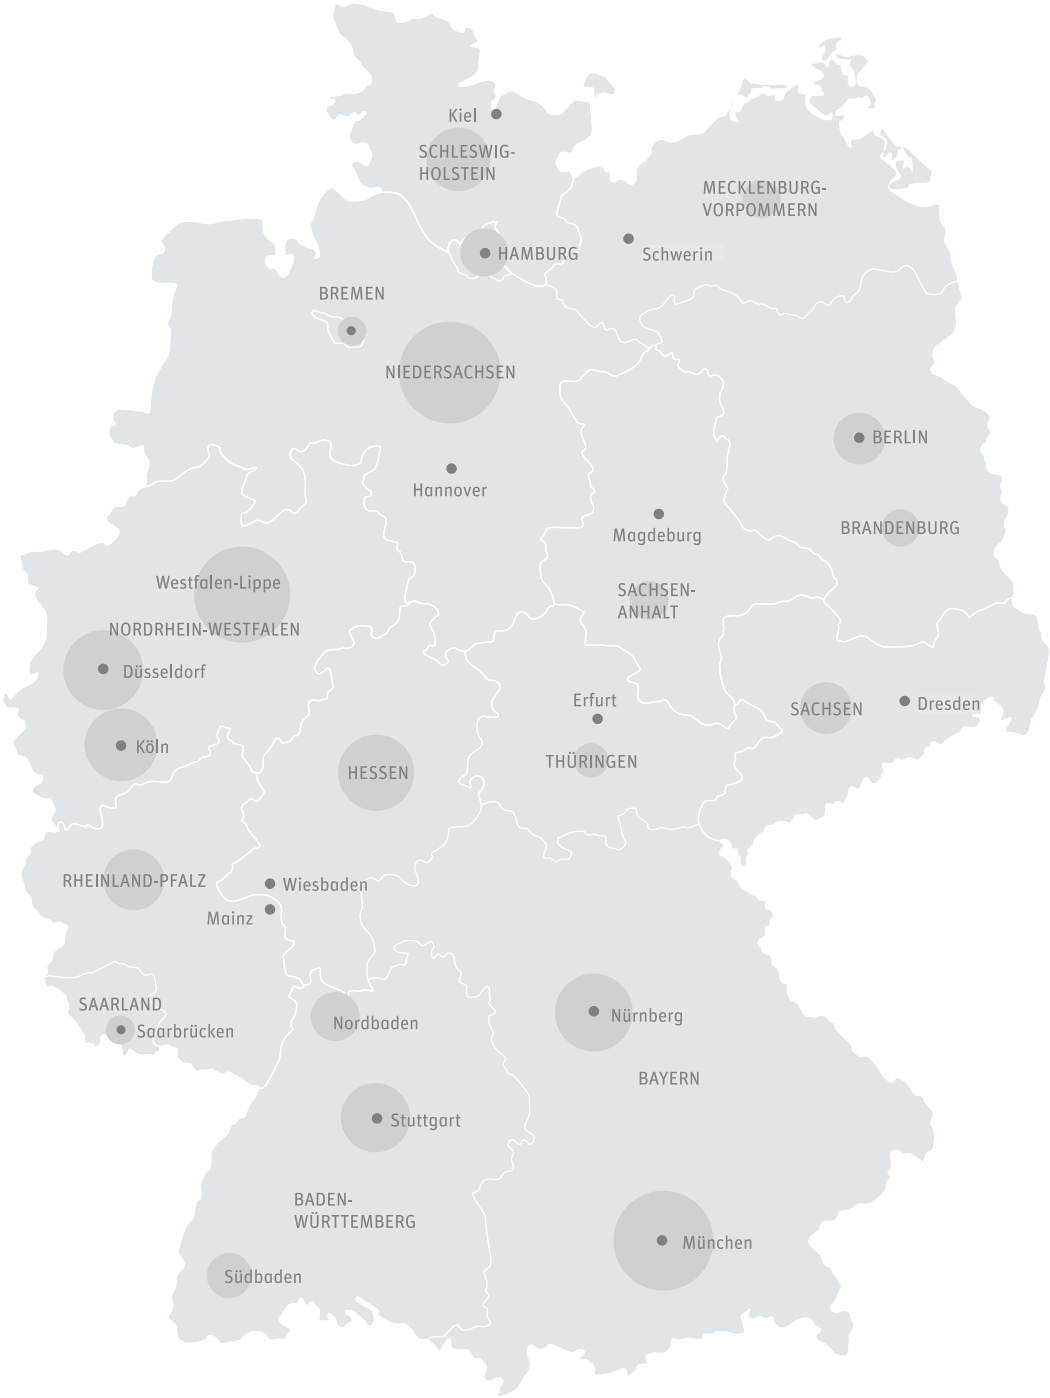 Kiel
SCHLESWIG-
HOLSTEIN
MECKLENBURG-
VORPOMMERN
HAMBURG
Schwerin
BREMEN
NIEDERSACHSEN
BERLIN
Hannover
BRANDENBURG
Magdeburg
Westfalen-Lippe
SACHSEN-
ANHALT
NORDRHEIN-WESTFALEN
Düsseldorf
Erfurt
Dresden
SACHSEN
Köln
THÜRINGEN
HESSEN
RHEINLAND-PFALZ
Wiesbaden
Mainz
SAARLAND
Saarbrücken
Nordbaden
Nürnberg
BAYERN
Stuttgart
BADEN-
WÜRTTEMBERG
München
Südbaden